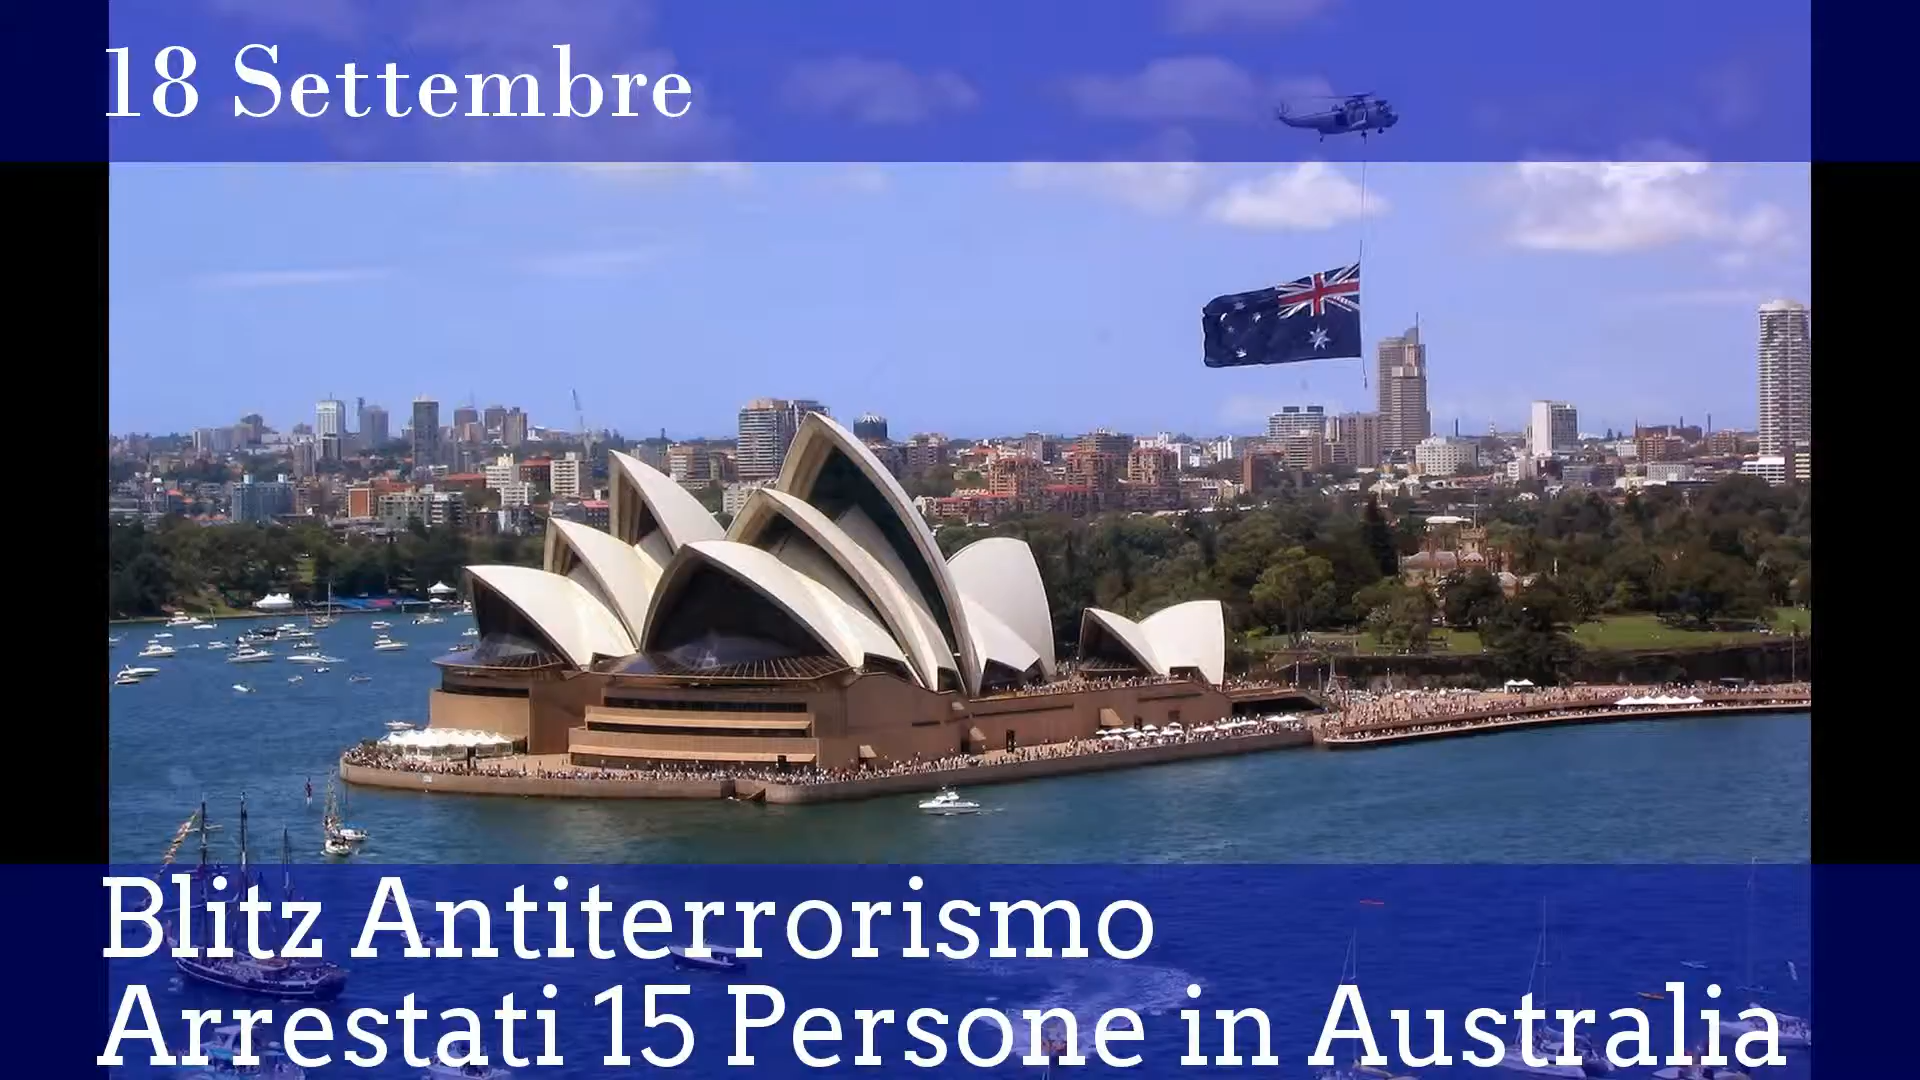 18 Settembre
Blitz Antiterrorismo
Arrestati 15 Persone in Australia